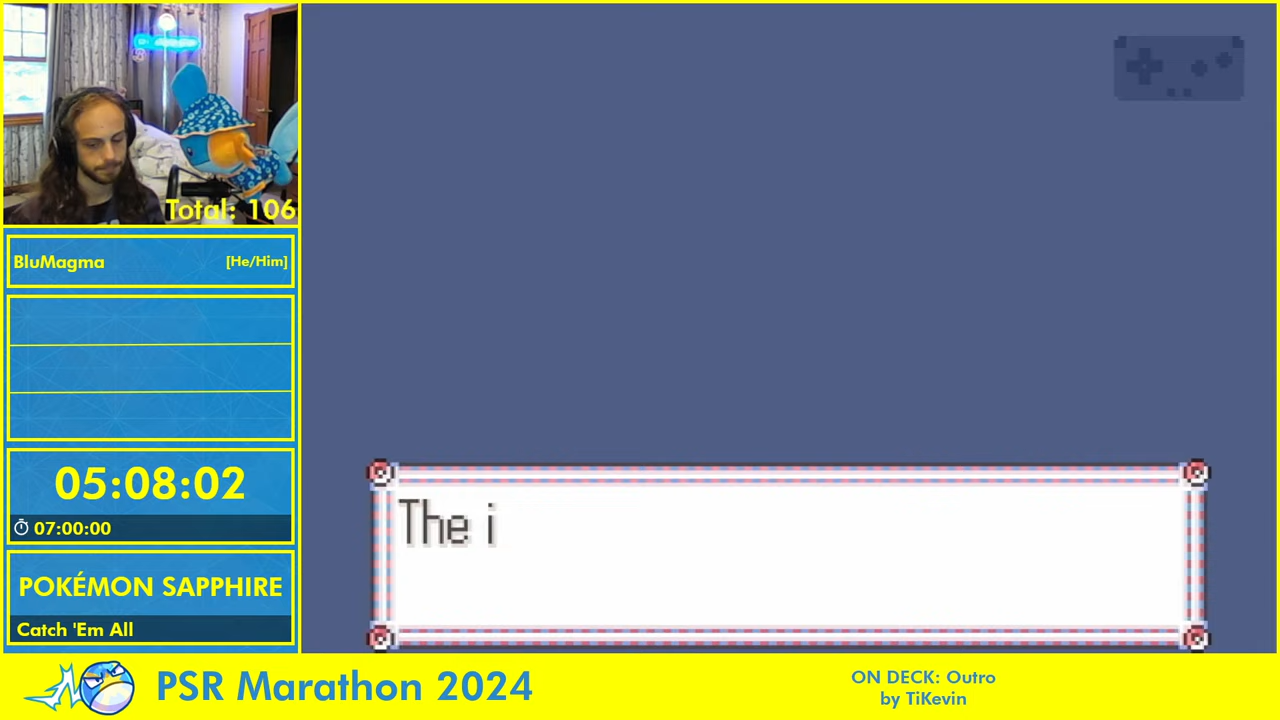 Total: 106
BluMagma
[He/Him]
05:08:02
07:00:00
POKÉMON SAPPHIRE
Catch 'Em All
The i
PSR Marathon 2024
ON DECK: Outro
by TiKevin